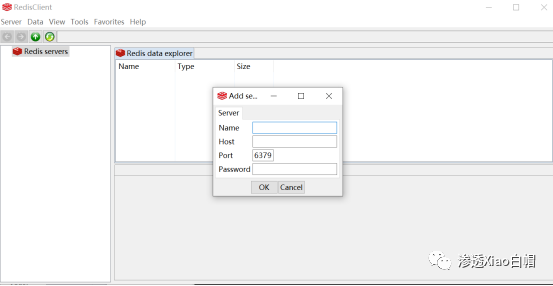 RedisClient
Server Data View Tools Favorites Help
Redis servers
Redis data explorer
Name Type Size
Add se...
Server
Name
Host
Port 6379
Password
OK Cancel
渗透Xiao白帽